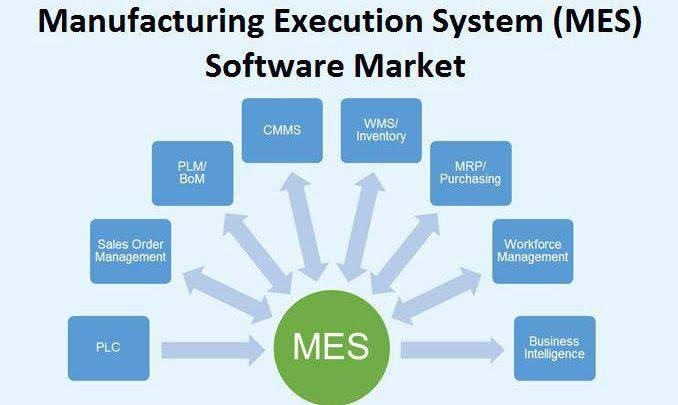 Manufacturing Execution System (MES)
Software Market
CMMS
WMS/
Inventory
PLM/
BoM
MRP/
Purchasing
Sales Order
Management
Workforce
Management
PLC
MES
Business
Intelligence